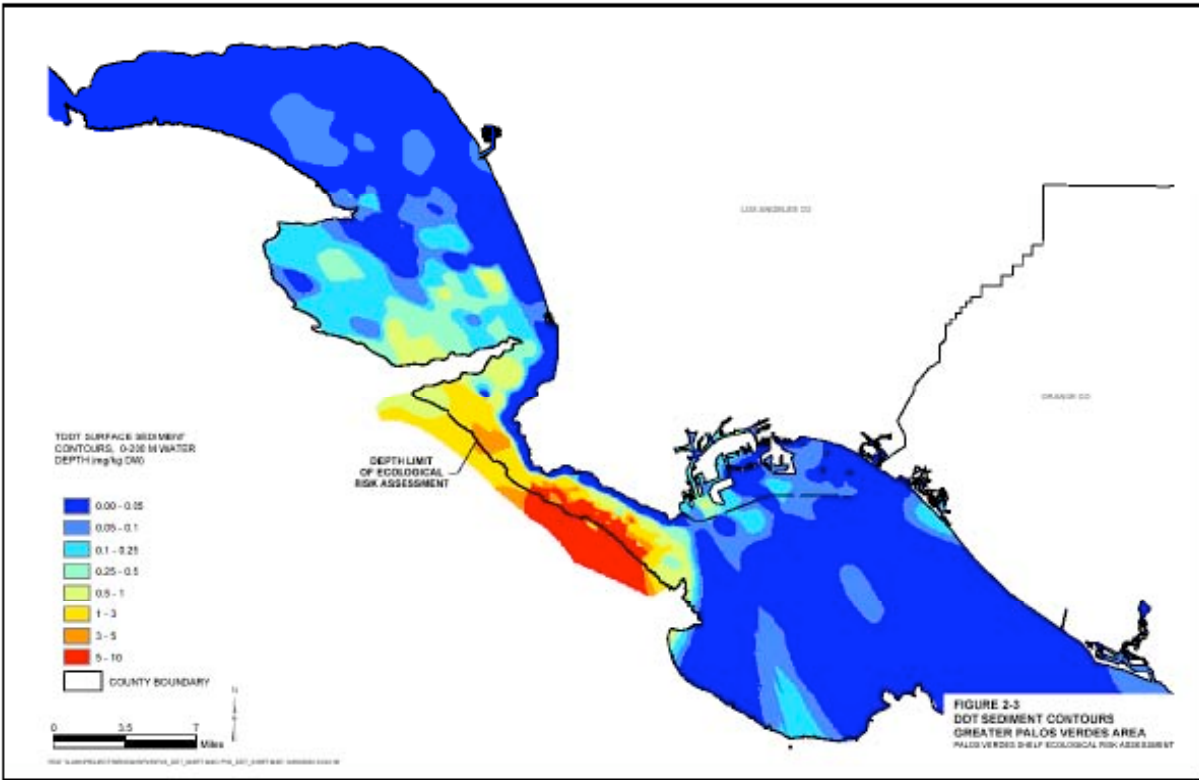 LOS ANGELES CO
ORANGE CO
TDDT SURFACE SEDIMENT
CONTOURS, 0-200 M WATER
DEPTH (mg/kg DW)
0.00 - 0.05
0.05 - 0.1
0.1 - 0.25
0.25 - 0.5
0.5 - 1
1 - 3
3 - 5
5 - 10
COUNTY BOUNDARY
DEPTH LIMIT
OF ECOLOGICAL
RISK ASSESSMENT
N
0 3.5 7
Miles
FIGURE 2-3
DDT SEDIMENT CONTOURS
GREATER PALOS VERDES AREA
PALOS VERDES SHELF ECOLOGICAL RISK ASSESSMENT